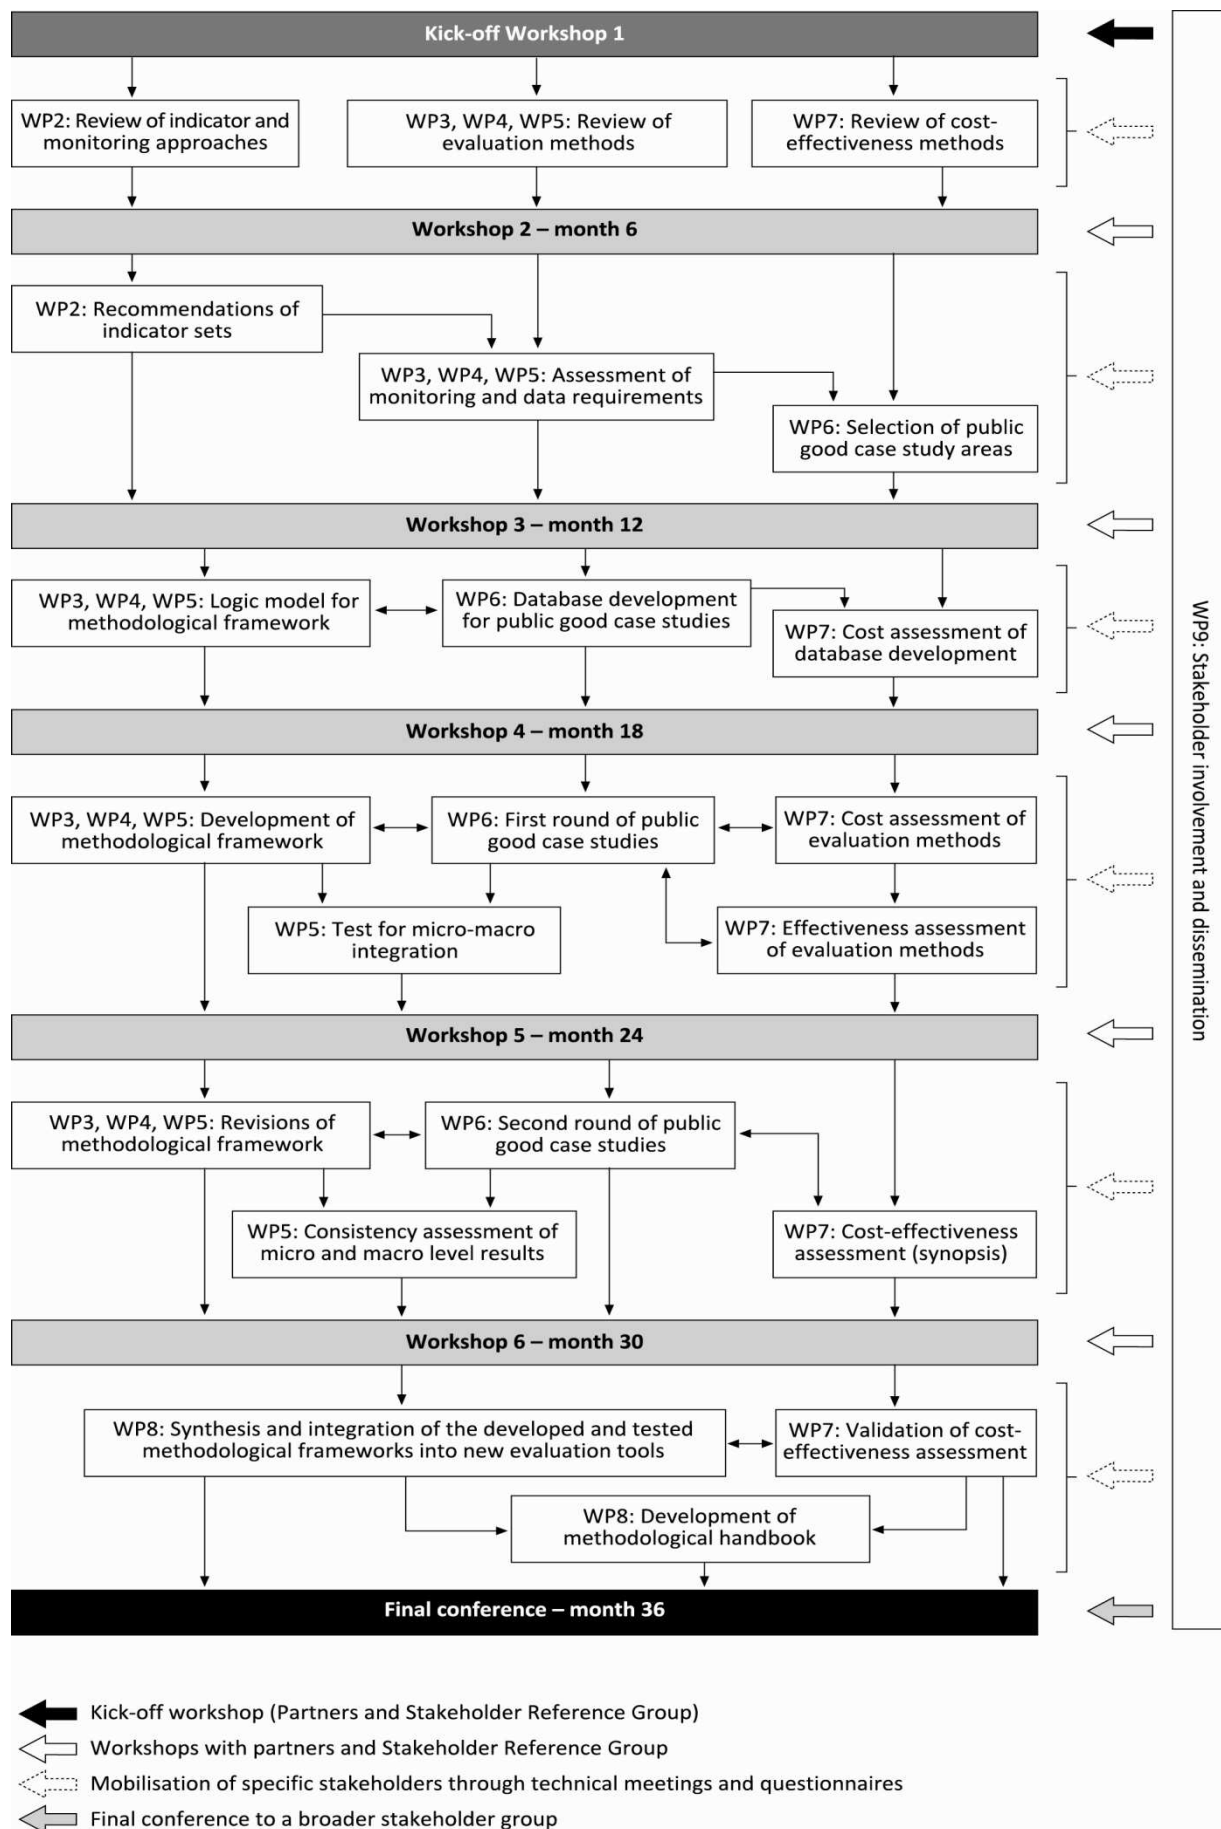 Kick-off Workshop 1
WP2: Review of indicator and
monitoring approaches
WP3, WP4, WP5: Review of
evaluation methods
WP7: Review of cost-
effectiveness methods
Workshop 2 – month 6
WP2: Recommendations of
indicator sets
WP3, WP4, WP5: Assessment of
monitoring and data requirements
WP6: Selection of public
good case study areas
Workshop 3 – month 12
WP3, WP4, WP5: Logic model for
methodological framework
WP6: Database development
for public good case studies
WP7: Cost assessment of
database development
Workshop 4 – month 18
WP3, WP4, WP5: Development of
methodological framework
WP6: First round of public
good case studies
WP7: Cost assessment of
evaluation methods
WP5: Test for micro-macro
integration
WP7: Effectiveness assessment
of evaluation methods
Workshop 5 – month 24
WP3, WP4, WP5: Revisions of
methodological framework
WP6: Second round of public
good case studies
WP5: Consistency assessment of
micro and macro level results
WP7: Cost-effectiveness
assessment (synopsis)
Workshop 6 – month 30
WP8: Synthesis and integration of the developed and tested
methodological frameworks into new evaluation tools
WP7: Validation of cost-
effectiveness assessment
WP8: Development of
methodological handbook
Final conference – month 36
WP9: Stakeholder involvement and dissemination
Kick-off workshop (Partners and Stakeholder Reference Group)
Workshops with partners and Stakeholder Reference Group
Mobilisation of specific stakeholders through technical meetings and questionnaires
Final conference to a broader stakeholder group